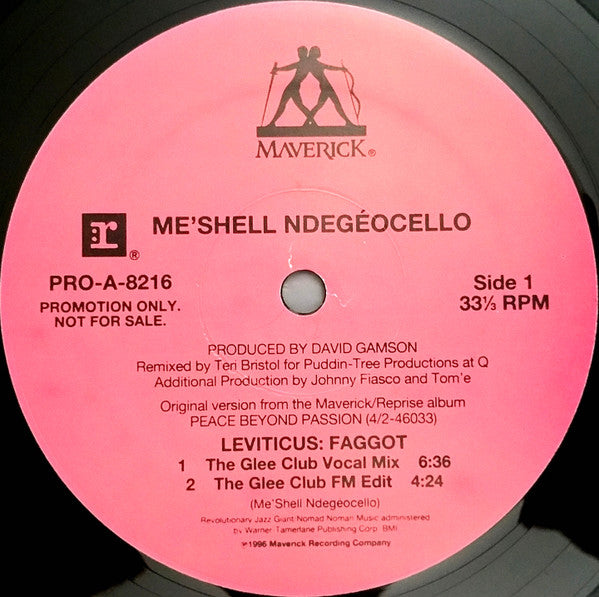 MAVERICK®
r
®
ME'SHELL NDEGÉOCELLO
PRO-A-8216
PROMOTION ONLY.
NOT FOR SALE.
Side 1
33⅓ RPM
PRODUCED BY DAVID GAMSON
Remixed by Teri Bristol for Puddin-Tree Productions at Q
Additional Production by Johnny Fiasco and Tom'e
Original version from the Maverick/Reprise album
PEACE BEYOND PASSION (4/2-46033)
LEVITICUS: FAGGOT
1 The Glee Club Vocal Mix 6:36
2 The Glee Club FM Edit 4:24
(Me'Shell Ndegéocello)
Revolutionary Jazz Giant/Nomad Noman Music administered
by Warner-Tamerlane Publishing Corp. BMI
℗1996 Maverick Recording Company